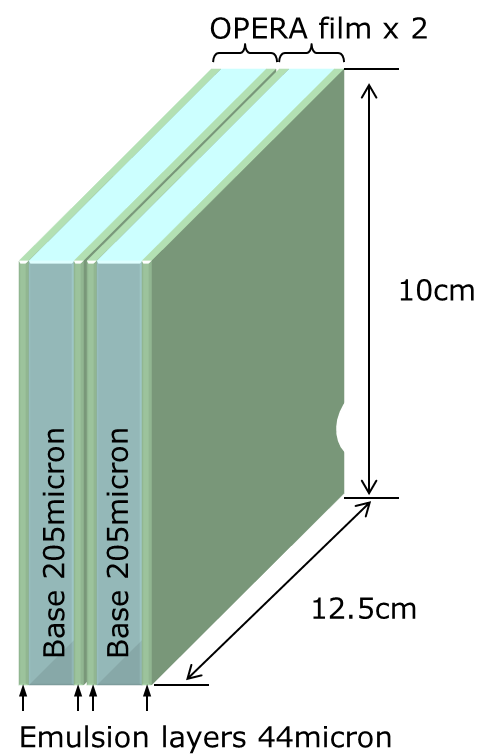 OPERA film x 2
10cm
Base 205micron
Base 205micron
12.5cm
Emulsion layers 44micron